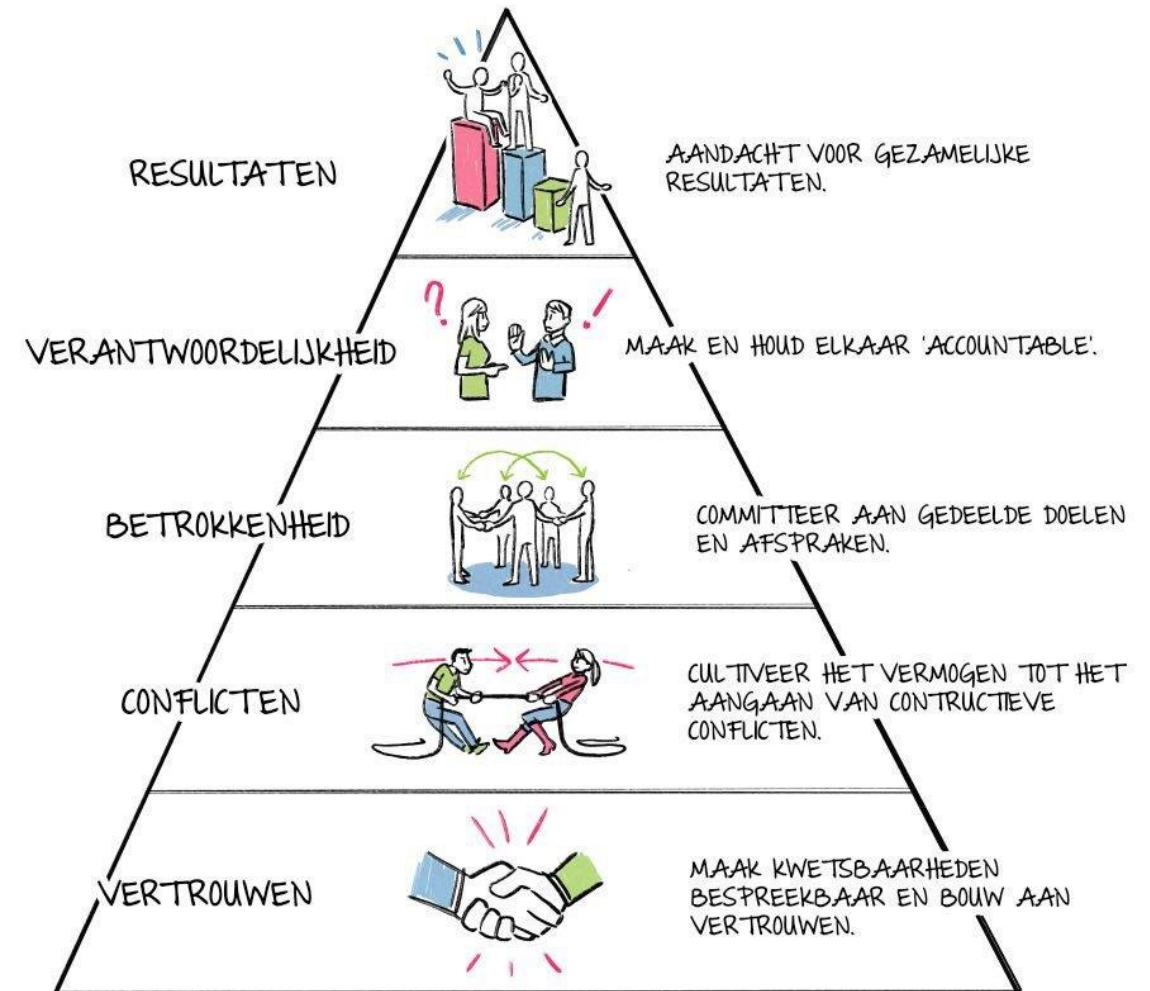 RESULTATEN
AANDACHT VOOR GEZAMELIJKE
RESULTATEN.
VERANTWOORDELIJKHEID
?
!
MAAK EN HOUD ELKAAR 'ACCOUNTABLE'.
BETROKKENHEID
COMMITTEER AAN GEDEELDE DOELEN
EN AFSPRAKEN.
CONFLICTEN
CULTIVEER HET VERMOGEN TOT HET
AANGAAN VAN CONTRUCTIEVE
CONFLICTEN.
VERTROUWEN
MAAK KWETSBAARHEDEN
BESPREEKBAAR EN BOUW AAN
VERTROUWEN.